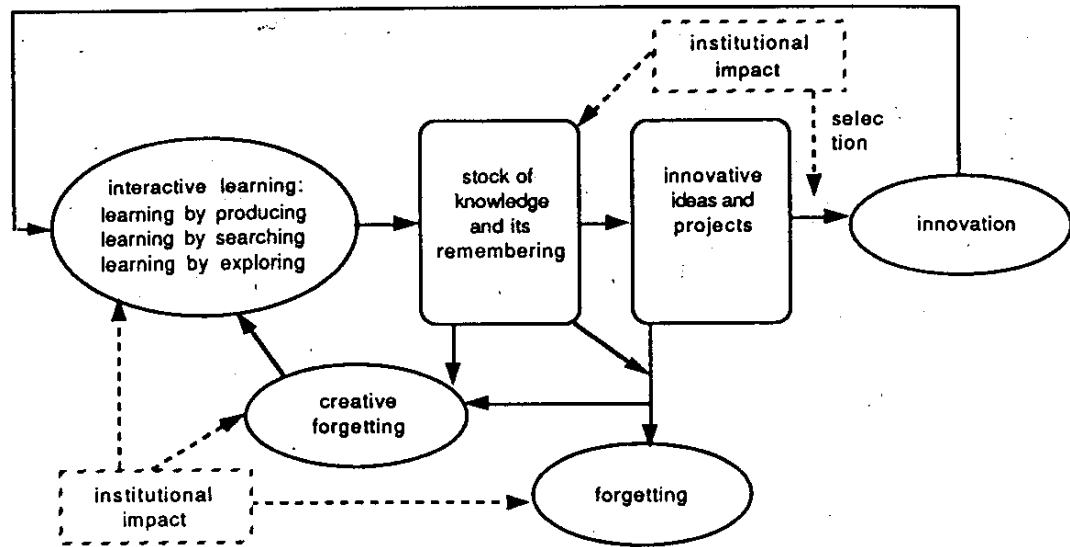 institutional
impact
selec
tion
interactive learning:
learning by producing
learning by searching
learning by exploring
stock of
knowledge
and its
remembering
innovative
ideas and
projects
innovation
creative
forgetting
institutional
impact
forgetting